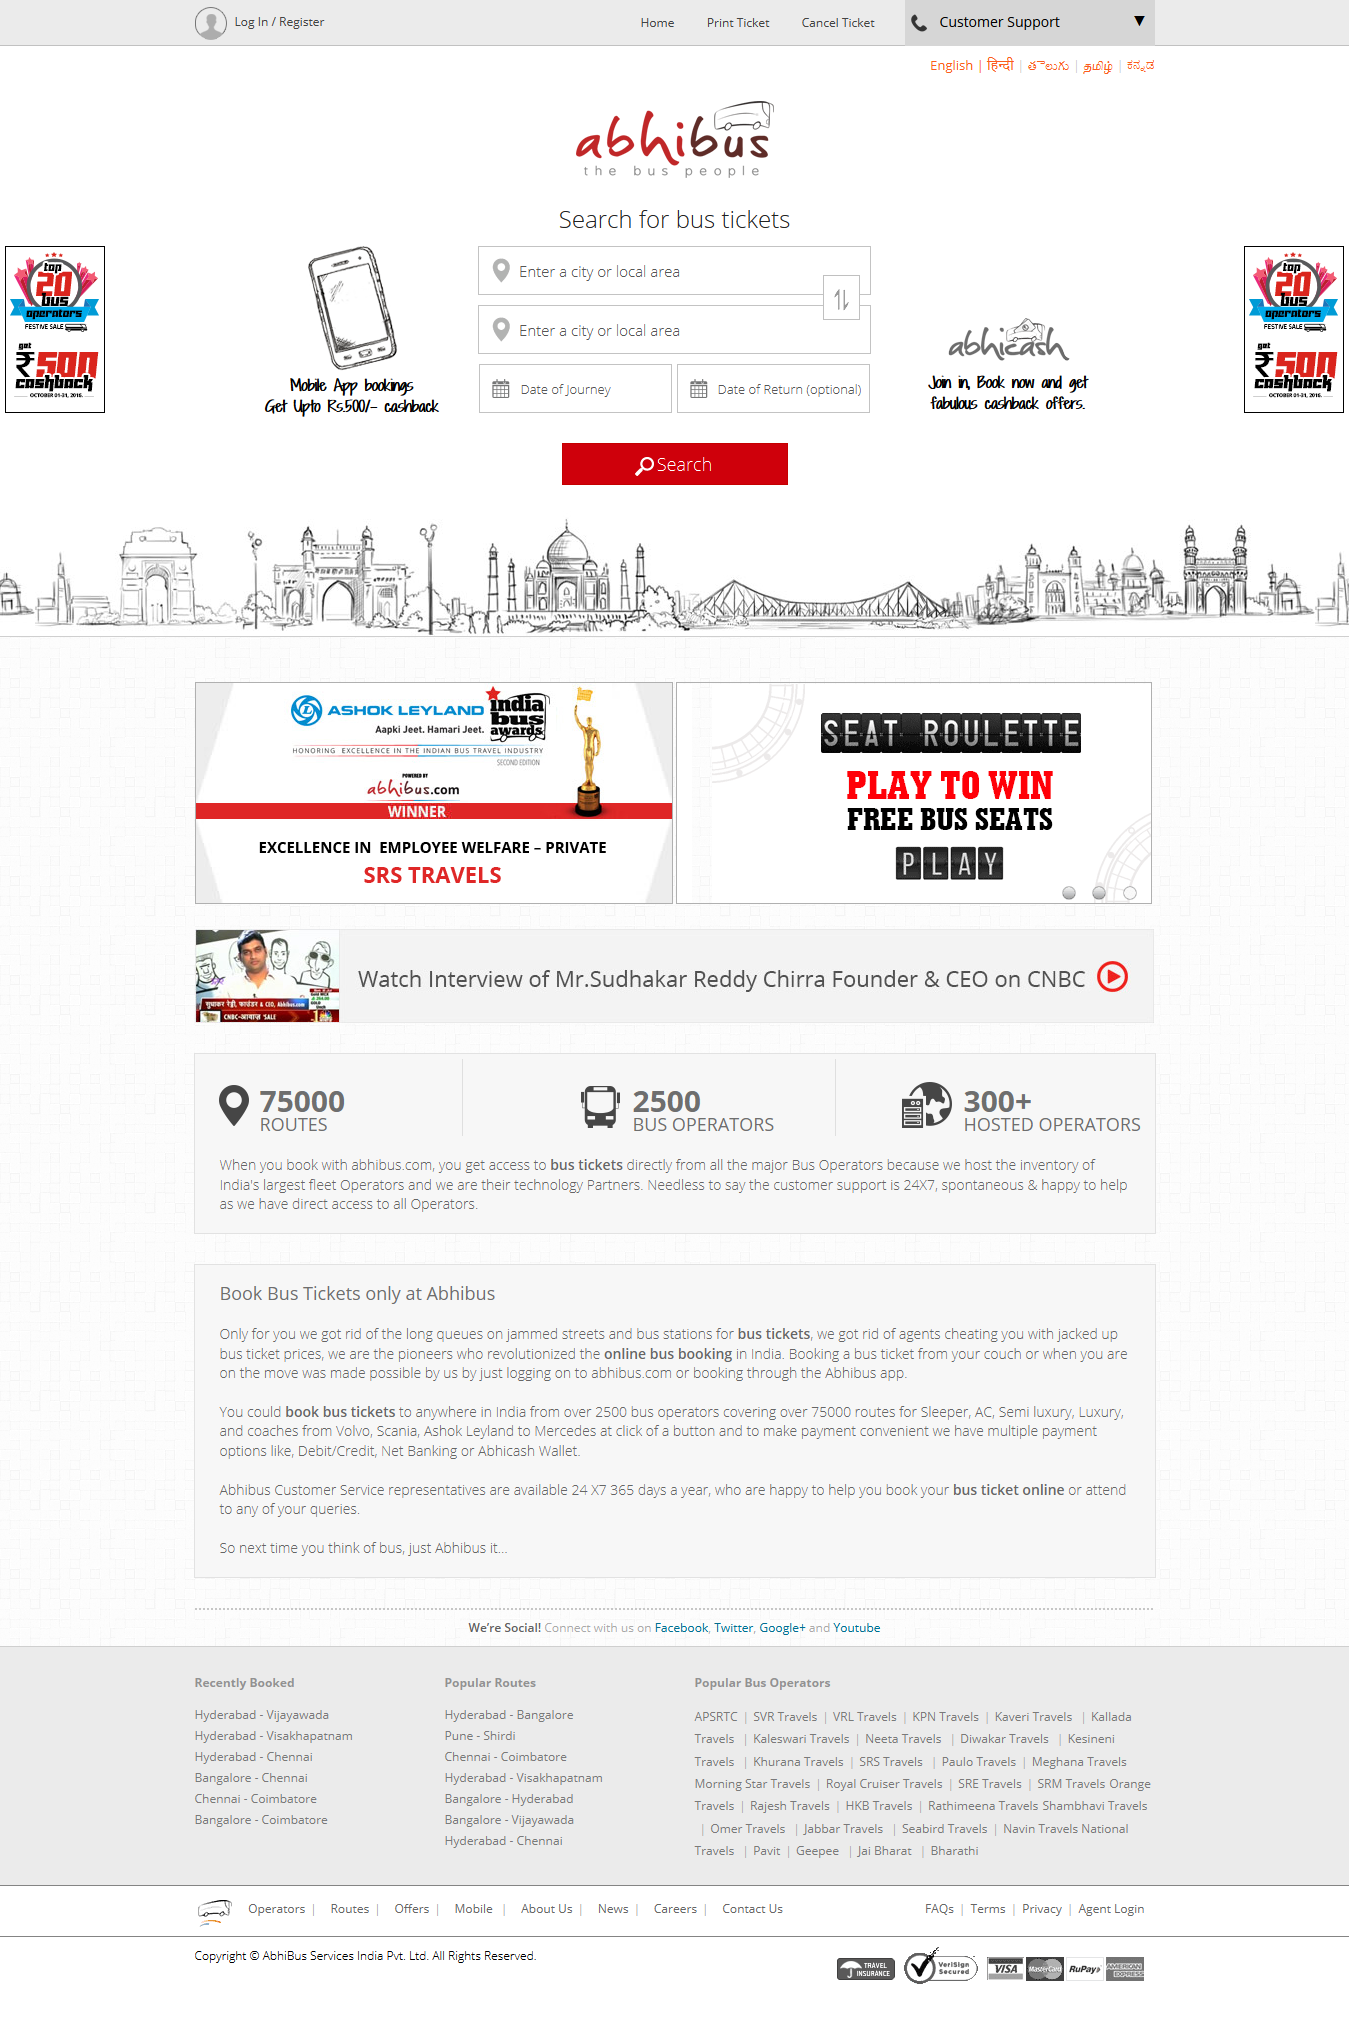 Log In / Register
Home
Print Ticket
Cancel Ticket
Customer Support
English | हिन्दी | తెలుగు | தமிழ் | ಕನ್ನಡ
abhibus
the bus people
Search for bus tickets
top
20
bus
operators
FESTIVE SALE
get
₹500
cashback
OCTOBER 01-31, 2016.
Mobile App bookings
Get Upto Rs.500/- cashback
Enter a city or local area
Enter a city or local area
Date of Journey
Date of Return (optional)
abhicash
Join in, Book now and get
fabulous cashback offers.
top
20
bus
operators
FESTIVE SALE
get
₹500
cashback
OCTOBER 01-31, 2016.
Search
ASHOK LEYLAND
Aapki Jeet. Hamari Jeet.
india
bus
awards
HONORING EXCELLENCE IN THE INDIAN BUS TRAVEL INDUSTRY
SECOND EDITION
POWERED BY
abhibus.com
WINNER
EXCELLENCE IN EMPLOYEE WELFARE – PRIVATE
SRS TRAVELS
SEAT ROULETTE
PLAY TO WIN
FREE BUS SEATS
PLAY
सुधाकर रेड्डी, फाउंडर & CEO, Abhibus.com
CNBC-आवाज़
SALE
Watch Interview of Mr.Sudhakar Reddy Chirra Founder & CEO on CNBC
75000
ROUTES
2500
BUS OPERATORS
300+
HOSTED OPERATORS
When you book with abhibus.com, you get access to bus tickets directly from all the major Bus Operators because we host the inventory of
India's largest fleet Operators and we are their technology Partners. Needless to say the customer support is 24X7, spontaneous & happy to help
as we have direct access to all Operators.
Book Bus Tickets only at Abhibus
Only for you we got rid of the long queues on jammed streets and bus stations for bus tickets, we got rid of agents cheating you with jacked up
bus ticket prices, we are the pioneers who revolutionized the online bus booking in India. Booking a bus ticket from your couch or when you are
on the move was made possible by us by just logging on to abhibus.com or booking through the Abhibus app.
You could book bus tickets to anywhere in India from over 2500 bus operators covering over 75000 routes for Sleeper, AC, Semi luxury, Luxury,
and coaches from Volvo, Scania, Ashok Leyland to Mercedes at click of a button and to make payment convenient we have multiple payment
options like, Debit/Credit, Net Banking or Abhicash Wallet.
Abhibus Customer Service representatives are available 24 X7 365 days a year, who are happy to help you book your bus ticket online or attend
to any of your queries.
So next time you think of bus, just Abhibus it...
We're Social! Connect with us on Facebook, Twitter, Google+ and Youtube
Recently Booked
Hyderabad - Vijayawada
Hyderabad - Visakhapatnam
Hyderabad - Chennai
Bangalore - Chennai
Chennai - Coimbatore
Bangalore - Coimbatore
Popular Routes
Hyderabad - Bangalore
Pune - Shirdi
Chennai - Coimbatore
Hyderabad - Visakhapatnam
Bangalore - Hyderabad
Bangalore - Vijayawada
Hyderabad - Chennai
Popular Bus Operators
APSRTC | SVR Travels | VRL Travels | KPN Travels | Kaveri Travels | Kallada
Travels | Kaleswari Travels | Neeta Travels | Diwakar Travels | Kesineni
Travels | Khurana Travels | SRS Travels | Paulo Travels | Meghana Travels
Morning Star Travels | Royal Cruiser Travels | SRE Travels | SRM Travels Orange
Travels | Rajesh Travels | HKB Travels | Rathimeena Travels Shambhavi Travels
| Omer Travels | Jabbar Travels | Seabird Travels | Navin Travels National
Travels | Pavit | Geepee | Jai Bharat | Bharathi
Operators | Routes | Offers | Mobile | About Us | News | Careers | Contact Us
FAQs | Terms | Privacy | Agent Login
Copyright © AbhiBus Services India Pvt. Ltd. All Rights Reserved.
TRAVEL
INSURANCE
VeriSign
Secured
VISA
MasterCard
RuPay
AMERICAN
EXPRESS